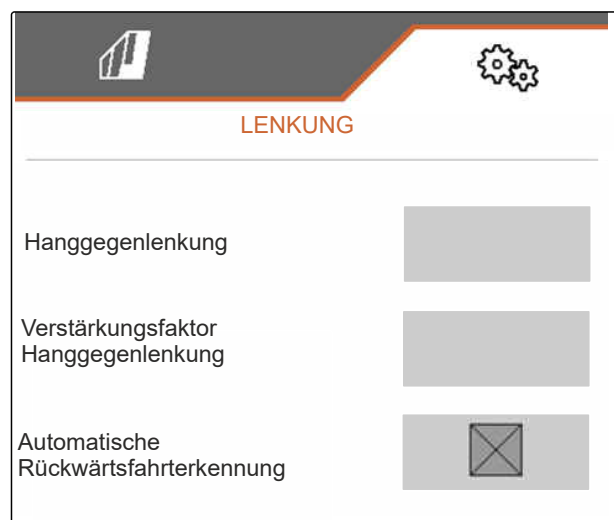 LENKUNG
Hanggegenlenkung
Verstärkungsfaktor
Hanggegenlenkung
Automatische
Rückwärtsfahrterkennung